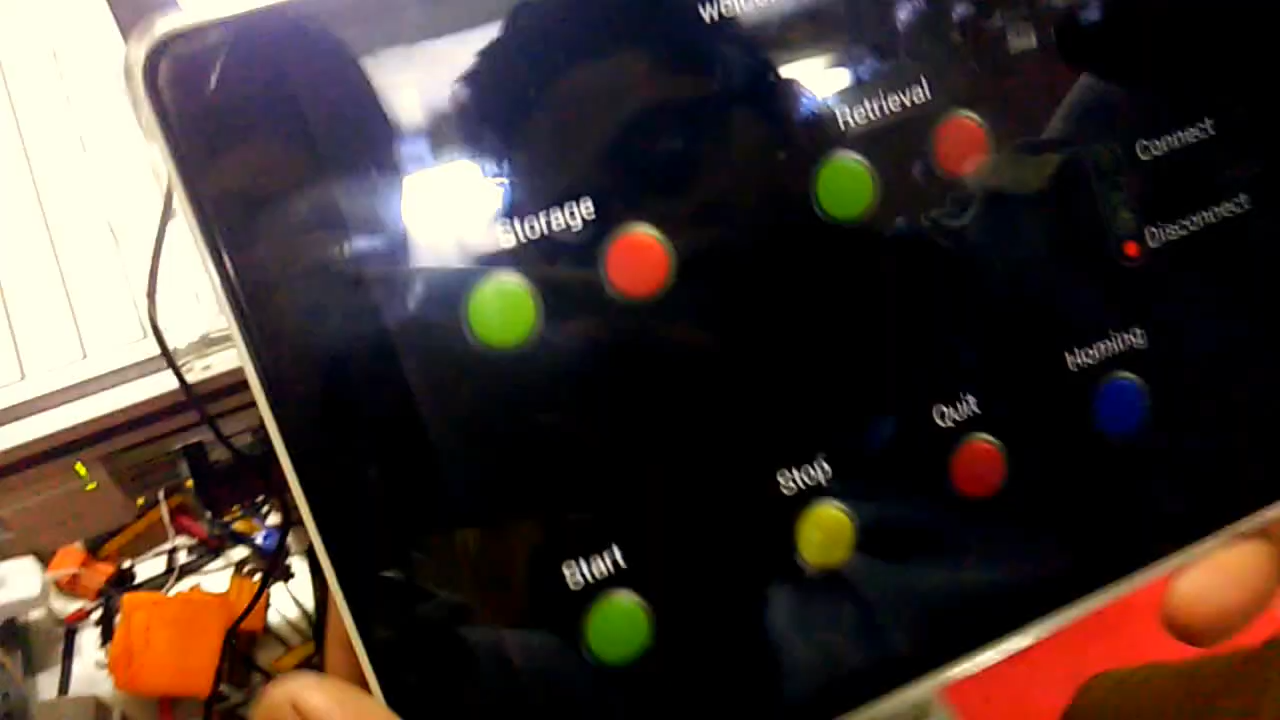 Storage
Retrieval
Connect
Disconnect
Start
Stop
Quit
Homing